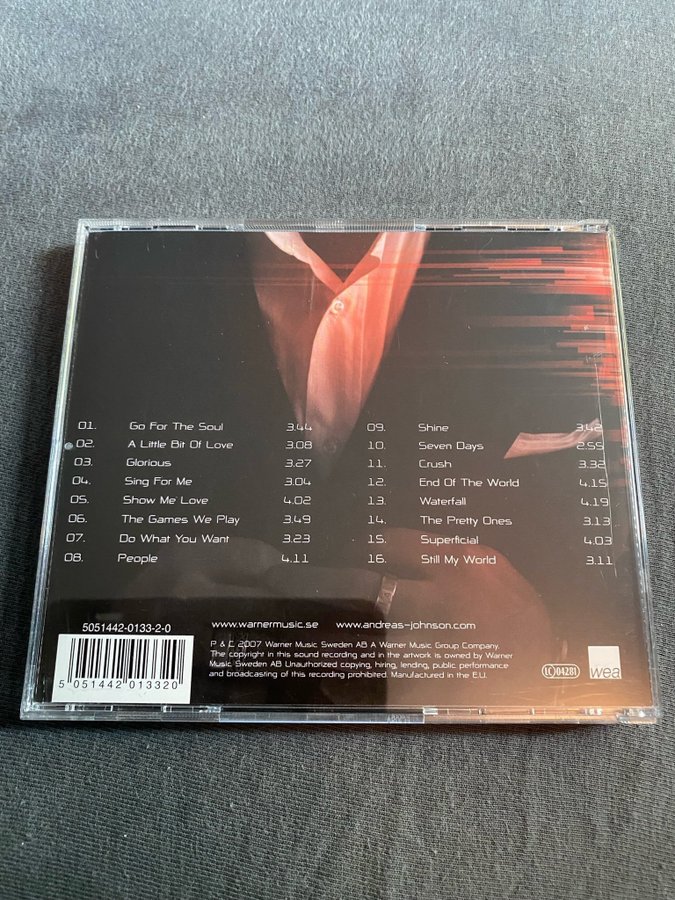 01. Go For The Soul 3.44
02. A Little Bit Of Love 3.08
03. Glorious 3.27
04. Sing For Me 3.04
05. Show Me Love 4.02
06. The Games We Play 3.49
07. Do What You Want 3.23
08. People 4.11
09. Shine 3.42
10. Seven Days 2.55
11. Crush 3.32
12. End Of The World 4.15
13. Waterfall 4.19
14. The Pretty Ones 3.13
15. Superficial 4.03
16. Still My World 3.11
5051442-0133-2-0
5 051442 013320
www.warnermusic.se www.andreas-johnson.com
P & C 2007 Warner Music Sweden AB A Warner Music Group Company.
The copyright in this sound recording and in the artwork is owned by Warner
Music Sweden AB Unauthorized copying, hiring, lending, public performance
and broadcasting of this recording prohibited. Manufactured in the E.U.
LC 04281
wea